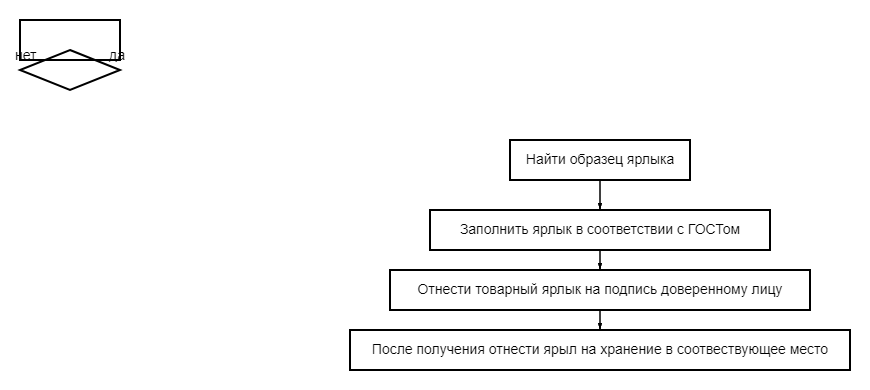 нет да
Найти образец ярлыка
Заполнить ярлык в соответствии с ГОСТом
Отнести товарный ярлык на подпись доверенному лицу
После получения отнести ярыл на хранение в соотвествующее место